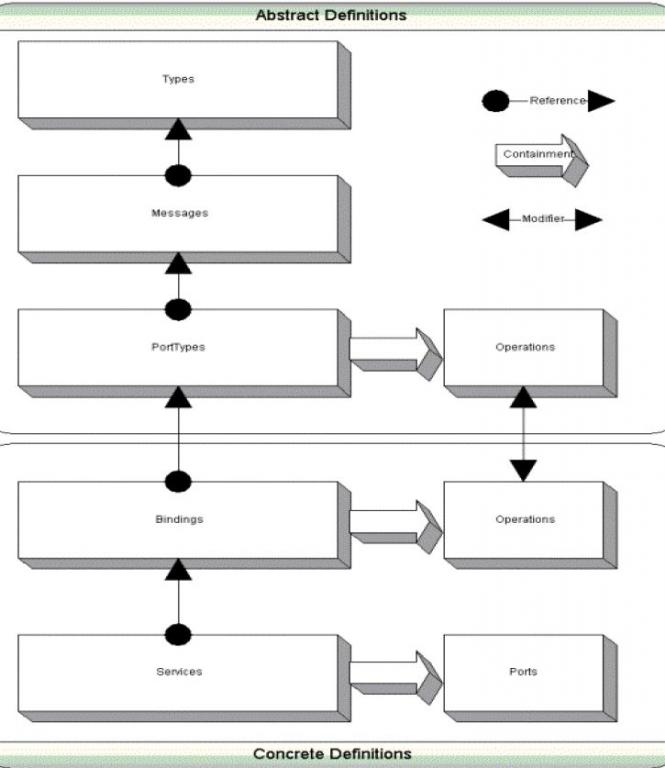 Abstract Definitions
Types
Reference
Containment
Messages
Modifier
PortTypes
Operations
Bindings
Operations
Services
Ports
Concrete Definitions